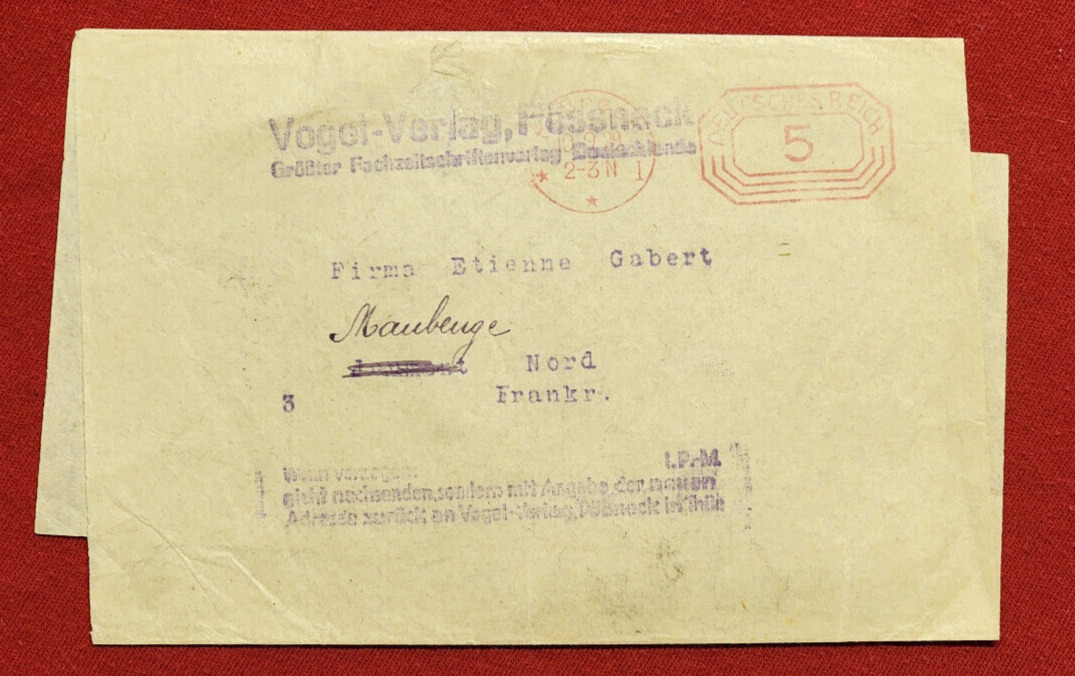 Vogel-Verlag, Pössneck
Größter Fachzeitschriftenverlag Deutschlands
2-3 N 1
DEUTSCHES REICH
5
Firma Etienne Gabert
Maubeuge
Nord
3 Frankr.
Wenn verzogen: t.P.-M.
nicht nachsenden, sondern mit Angabe der neuen
Adresse zurück an Vogel-Verlag, Pößneck in Thür